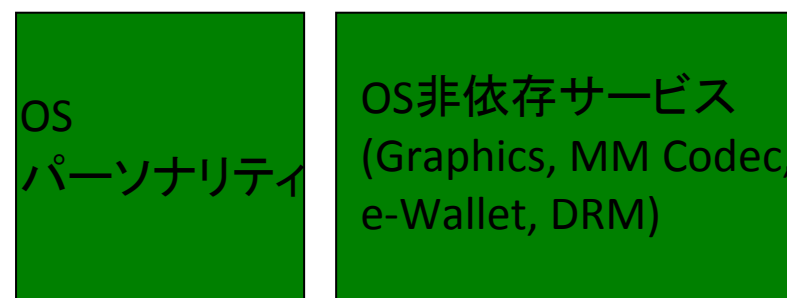 OS
パーソナリティ
OS非依存サービス
(Graphics, MM Codec,
e-Wallet, DRM)